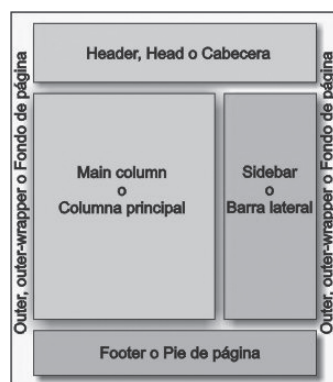 Header, Head o Cabecera
Outer, outer-wrapper o Fondo de página
Main column
o
Columna principal
Sidebar
o
Barra lateral
Outer, outer-wrapper o Fondo de página
Footer o Pie de página